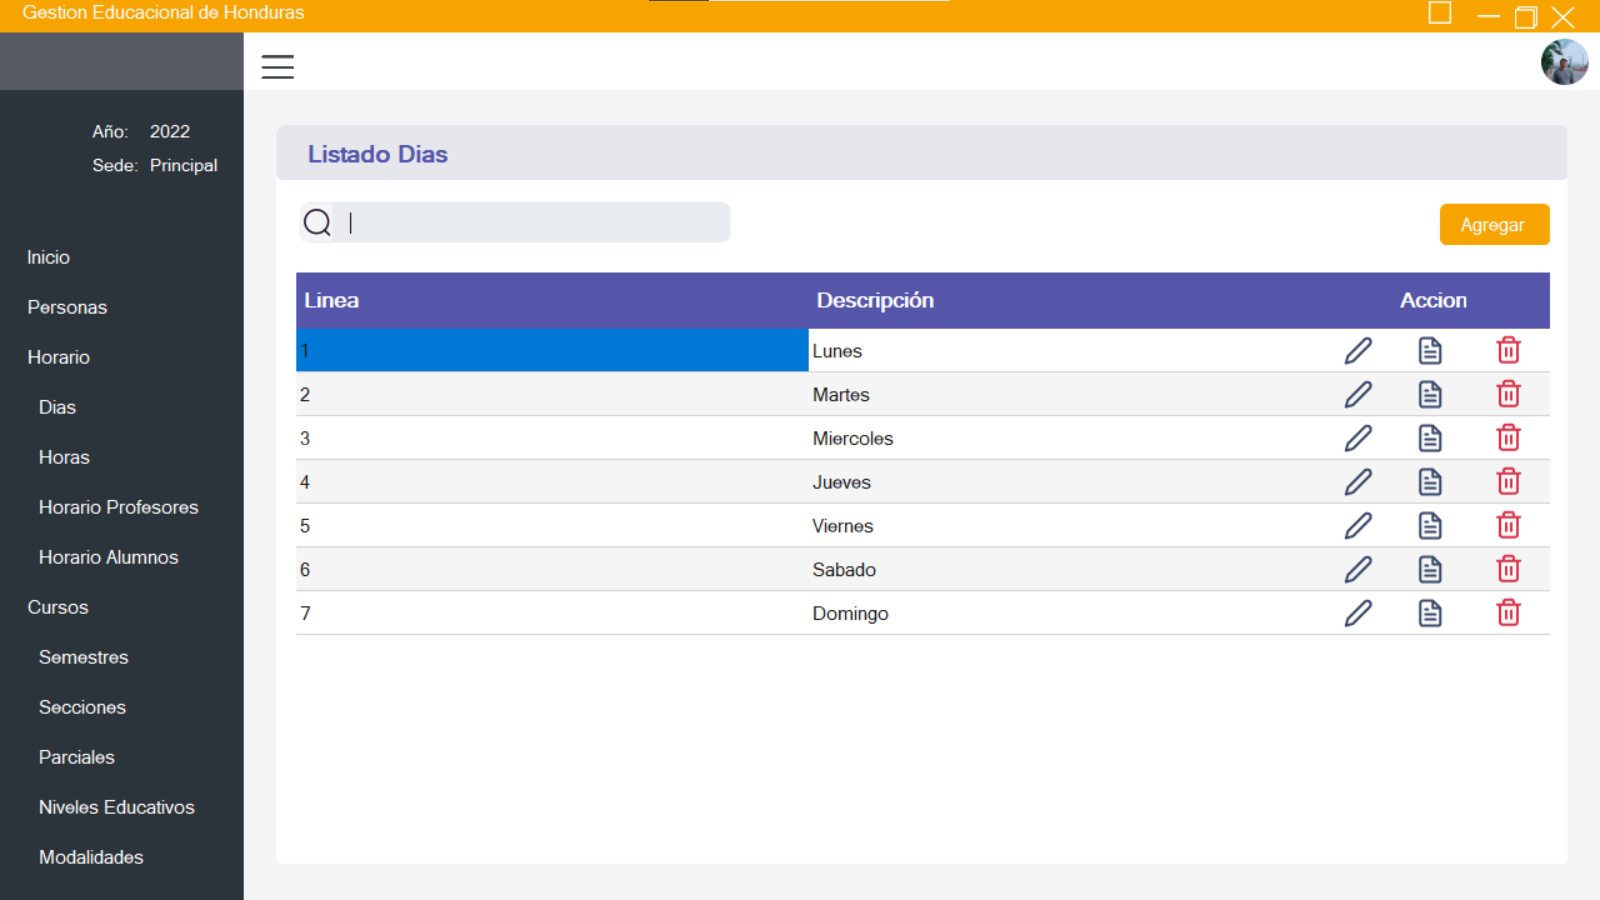 Gestion Educacional de Honduras
Año: 2022
Sede: Principal
Inicio
Personas
Horario
Dias
Horas
Horario Profesores
Horario Alumnos
Cursos
Semestres
Secciones
Parciales
Niveles Educativos
Modalidades
Listado Dias
Agregar
Linea Descripción Accion
1 Lunes
2 Martes
3 Miercoles
4 Jueves
5 Viernes
6 Sabado
7 Domingo